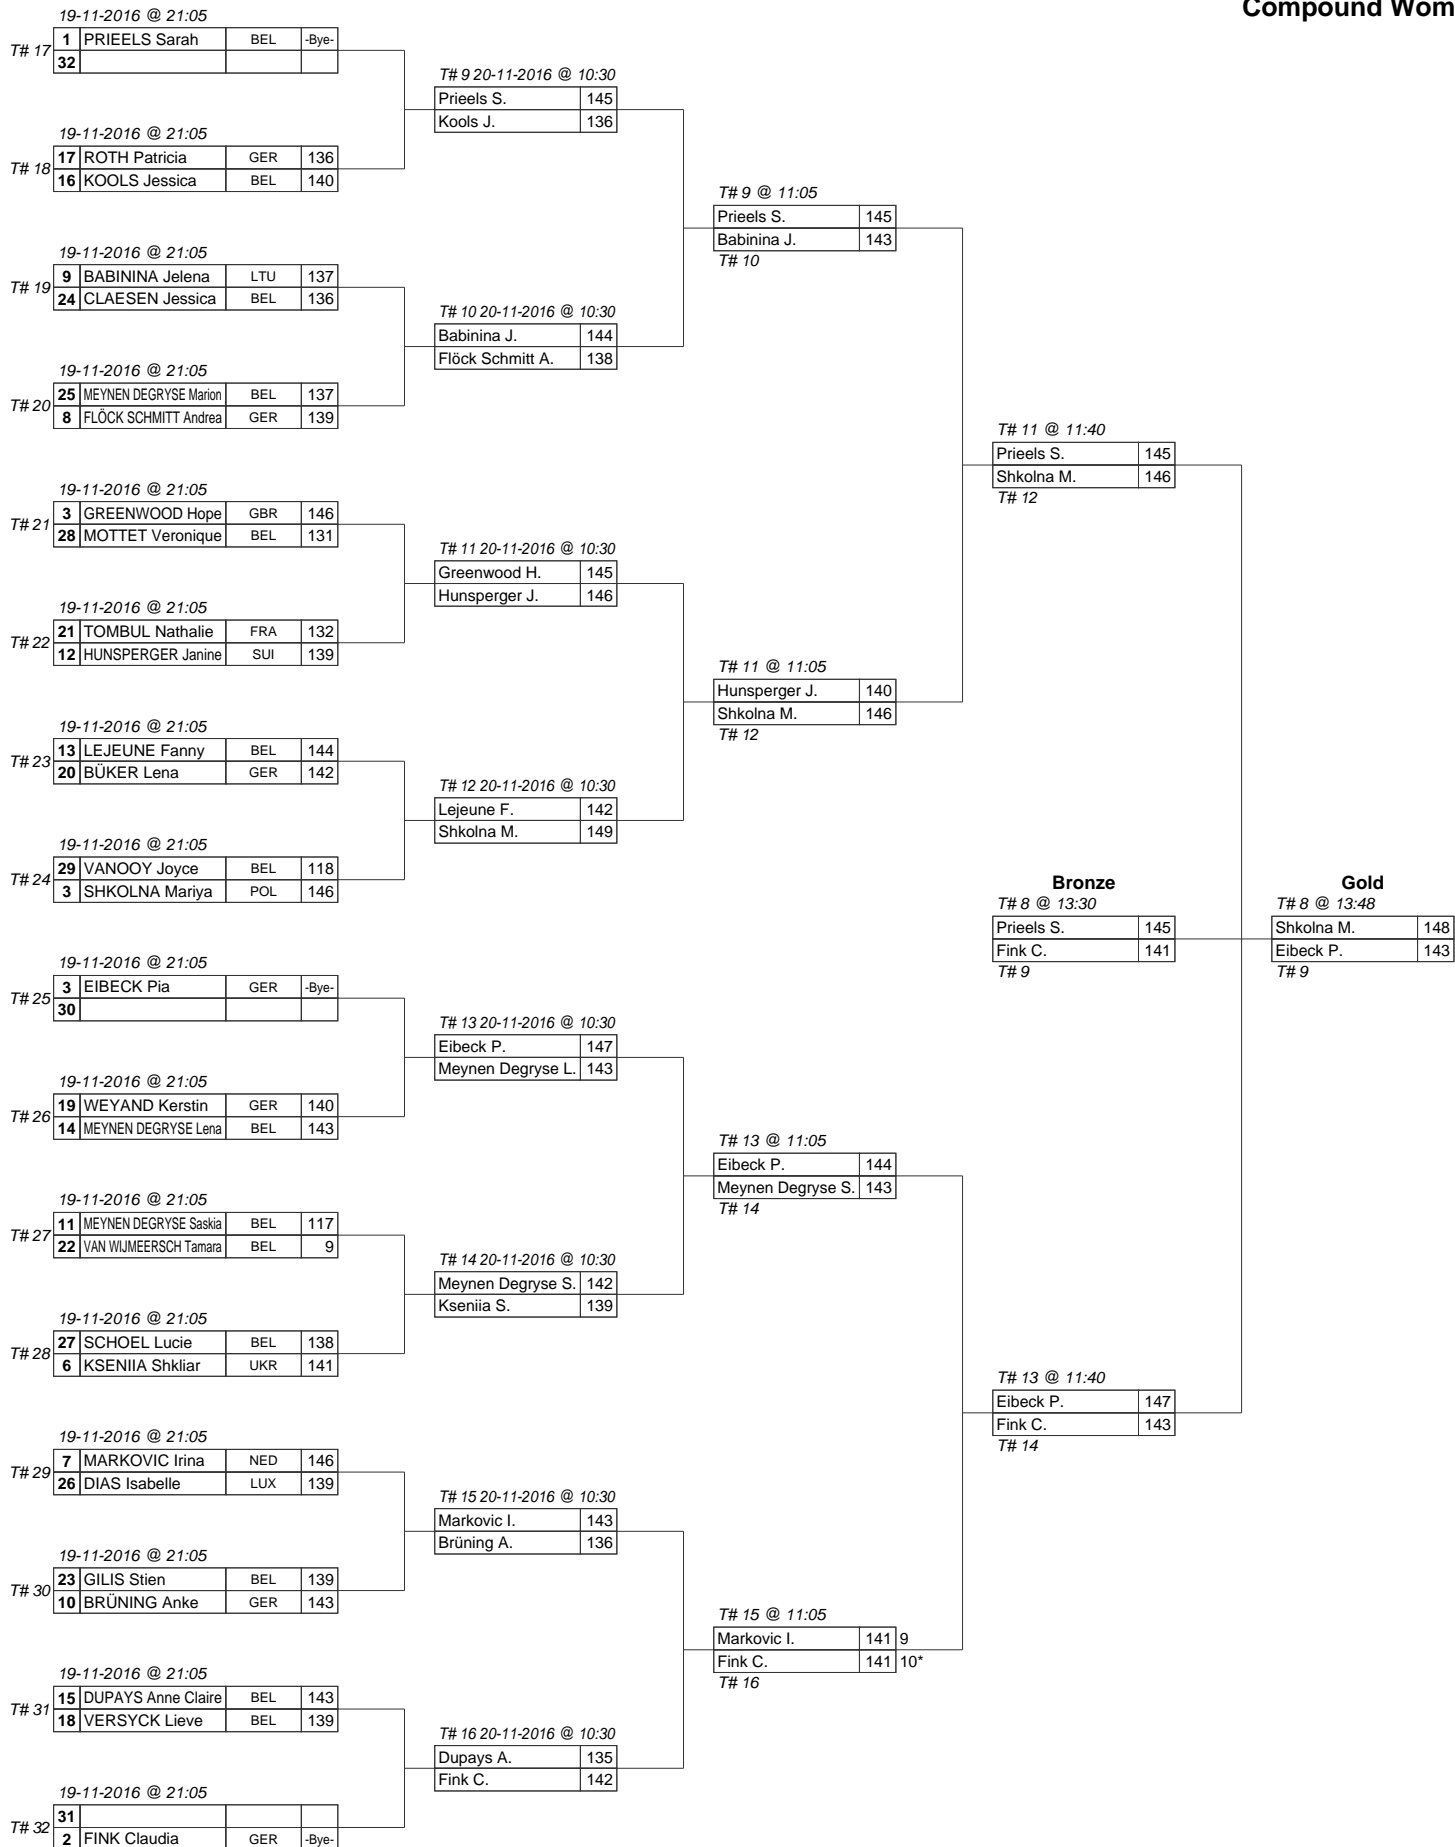 Compound Wom
19-11-2016 @ 21:05
T# 17
1 PRIEELS Sarah BEL -Bye-
32
19-11-2016 @ 21:05
T# 18
17 ROTH Patricia GER 136
16 KOOLS Jessica BEL 140
19-11-2016 @ 21:05
T# 19
9 BABININA Jelena LTU 137
24 CLAESEN Jessica BEL 136
19-11-2016 @ 21:05
T# 20
25 MEYNEN DEGRYSE Marion BEL 137
8 FLÖCK SCHMITT Andrea GER 139
19-11-2016 @ 21:05
T# 21
3 GREENWOOD Hope GBR 146
28 MOTTET Veronique BEL 131
19-11-2016 @ 21:05
T# 22
21 TOMBUL Nathalie FRA 132
12 HUNSPERGER Janine SUI 139
19-11-2016 @ 21:05
T# 23
13 LEJEUNE Fanny BEL 144
20 BÜKER Lena GER 142
19-11-2016 @ 21:05
T# 24
29 VANOOY Joyce BEL 118
3 SHKOLNA Mariya POL 146
19-11-2016 @ 21:05
T# 25
3 EIBECK Pia GER -Bye-
30
19-11-2016 @ 21:05
T# 26
19 WEYAND Kerstin GER 140
14 MEYNEN DEGRYSE Lena BEL 143
19-11-2016 @ 21:05
T# 27
11 MEYNEN DEGRYSE Saskia BEL 117
22 VAN WIJMEERSCH Tamara BEL 9
19-11-2016 @ 21:05
T# 28
27 SCHOEL Lucie BEL 138
6 KSENIIA Shkliar UKR 141
19-11-2016 @ 21:05
T# 29
7 MARKOVIC Irina NED 146
26 DIAS Isabelle LUX 139
19-11-2016 @ 21:05
T# 30
23 GILIS Stien BEL 139
10 BRÜNING Anke GER 143
19-11-2016 @ 21:05
T# 31
15 DUPAYS Anne Claire BEL 143
18 VERSYCK Lieve BEL 139
19-11-2016 @ 21:05
T# 32
31
2 FINK Claudia GER -Bye-
T# 9 20-11-2016 @ 10:30
Prieels S. 145
Kools J. 136
T# 10 20-11-2016 @ 10:30
Babinina J. 144
Flöck Schmitt A. 138
T# 11 20-11-2016 @ 10:30
Greenwood H. 145
Hunsperger J. 146
T# 12 20-11-2016 @ 10:30
Lejeune F. 142
Shkolna M. 149
T# 13 20-11-2016 @ 10:30
Eibeck P. 147
Meynen Degryse L. 143
T# 14 20-11-2016 @ 10:30
Meynen Degryse S. 142
Kseniia S. 139
T# 15 20-11-2016 @ 10:30
Markovic I. 143
Brüning A. 136
T# 16 20-11-2016 @ 10:30
Dupays A. 135
Fink C. 142
T# 9 @ 11:05
Prieels S. 145
Babinina J. 143
T# 10
T# 11 @ 11:05
Hunsperger J. 140
Shkolna M. 146
T# 12
T# 13 @ 11:05
Eibeck P. 144
Meynen Degryse S. 143
T# 14
T# 15 @ 11:05
Markovic I. 141 9
Fink C. 141 10*
T# 16
T# 11 @ 11:40
Prieels S. 145
Shkolna M. 146
T# 12
T# 13 @ 11:40
Eibeck P. 147
Fink C. 143
T# 14
Bronze
T# 8 @ 13:30
Prieels S. 145
Fink C. 141
T# 9
Gold
T# 8 @ 13:48
Shkolna M. 148
Eibeck P. 143
T# 9